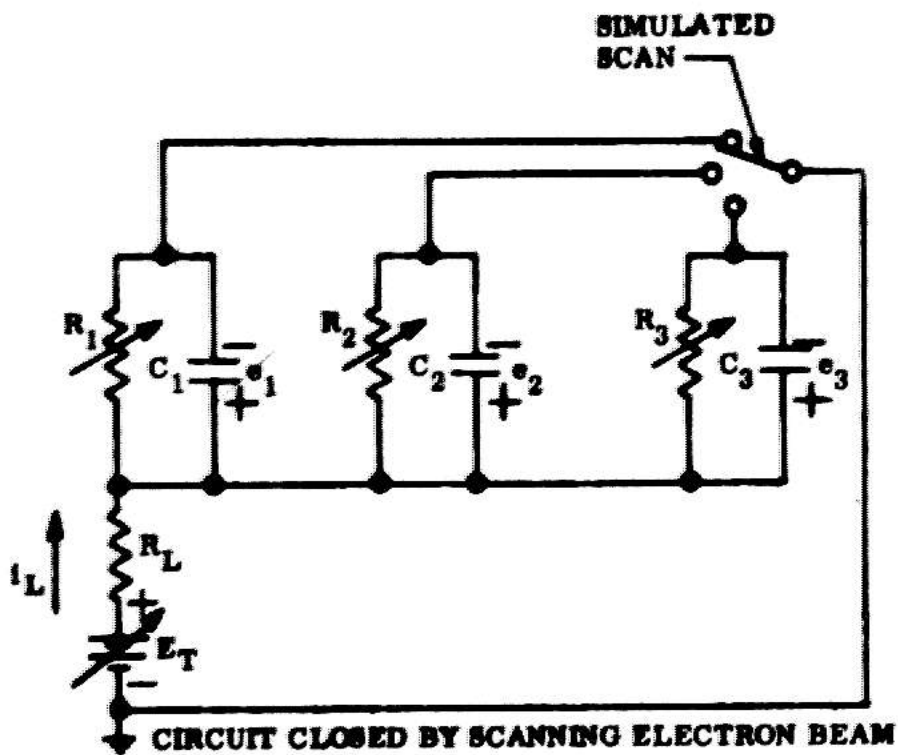 SIMULATED
SCAN
R1
C1
e1
R2
C2
e2
R3
C3
e3
iL
RL
ET
CIRCUIT CLOSED BY SCANNING ELECTRON BEAM